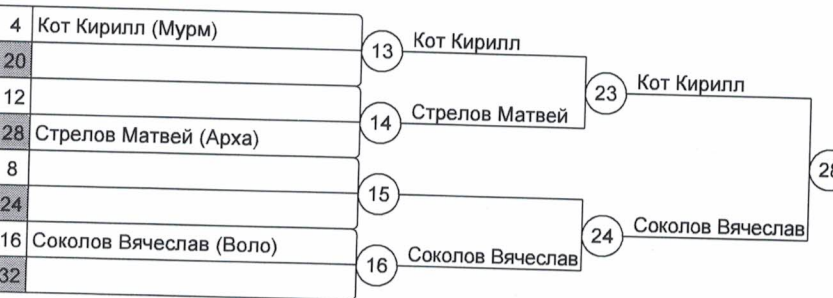 4 Кот Кирилл (Мурм)
20
12
28 Стрелов Матвей (Арха)
8
24
16 Соколов Вячеслав (Воло)
32
13 Кот Кирилл
14 Стрелов Матвей
15
16 Соколов Вячеслав
23 Кот Кирилл
24 Соколов Вячеслав
28